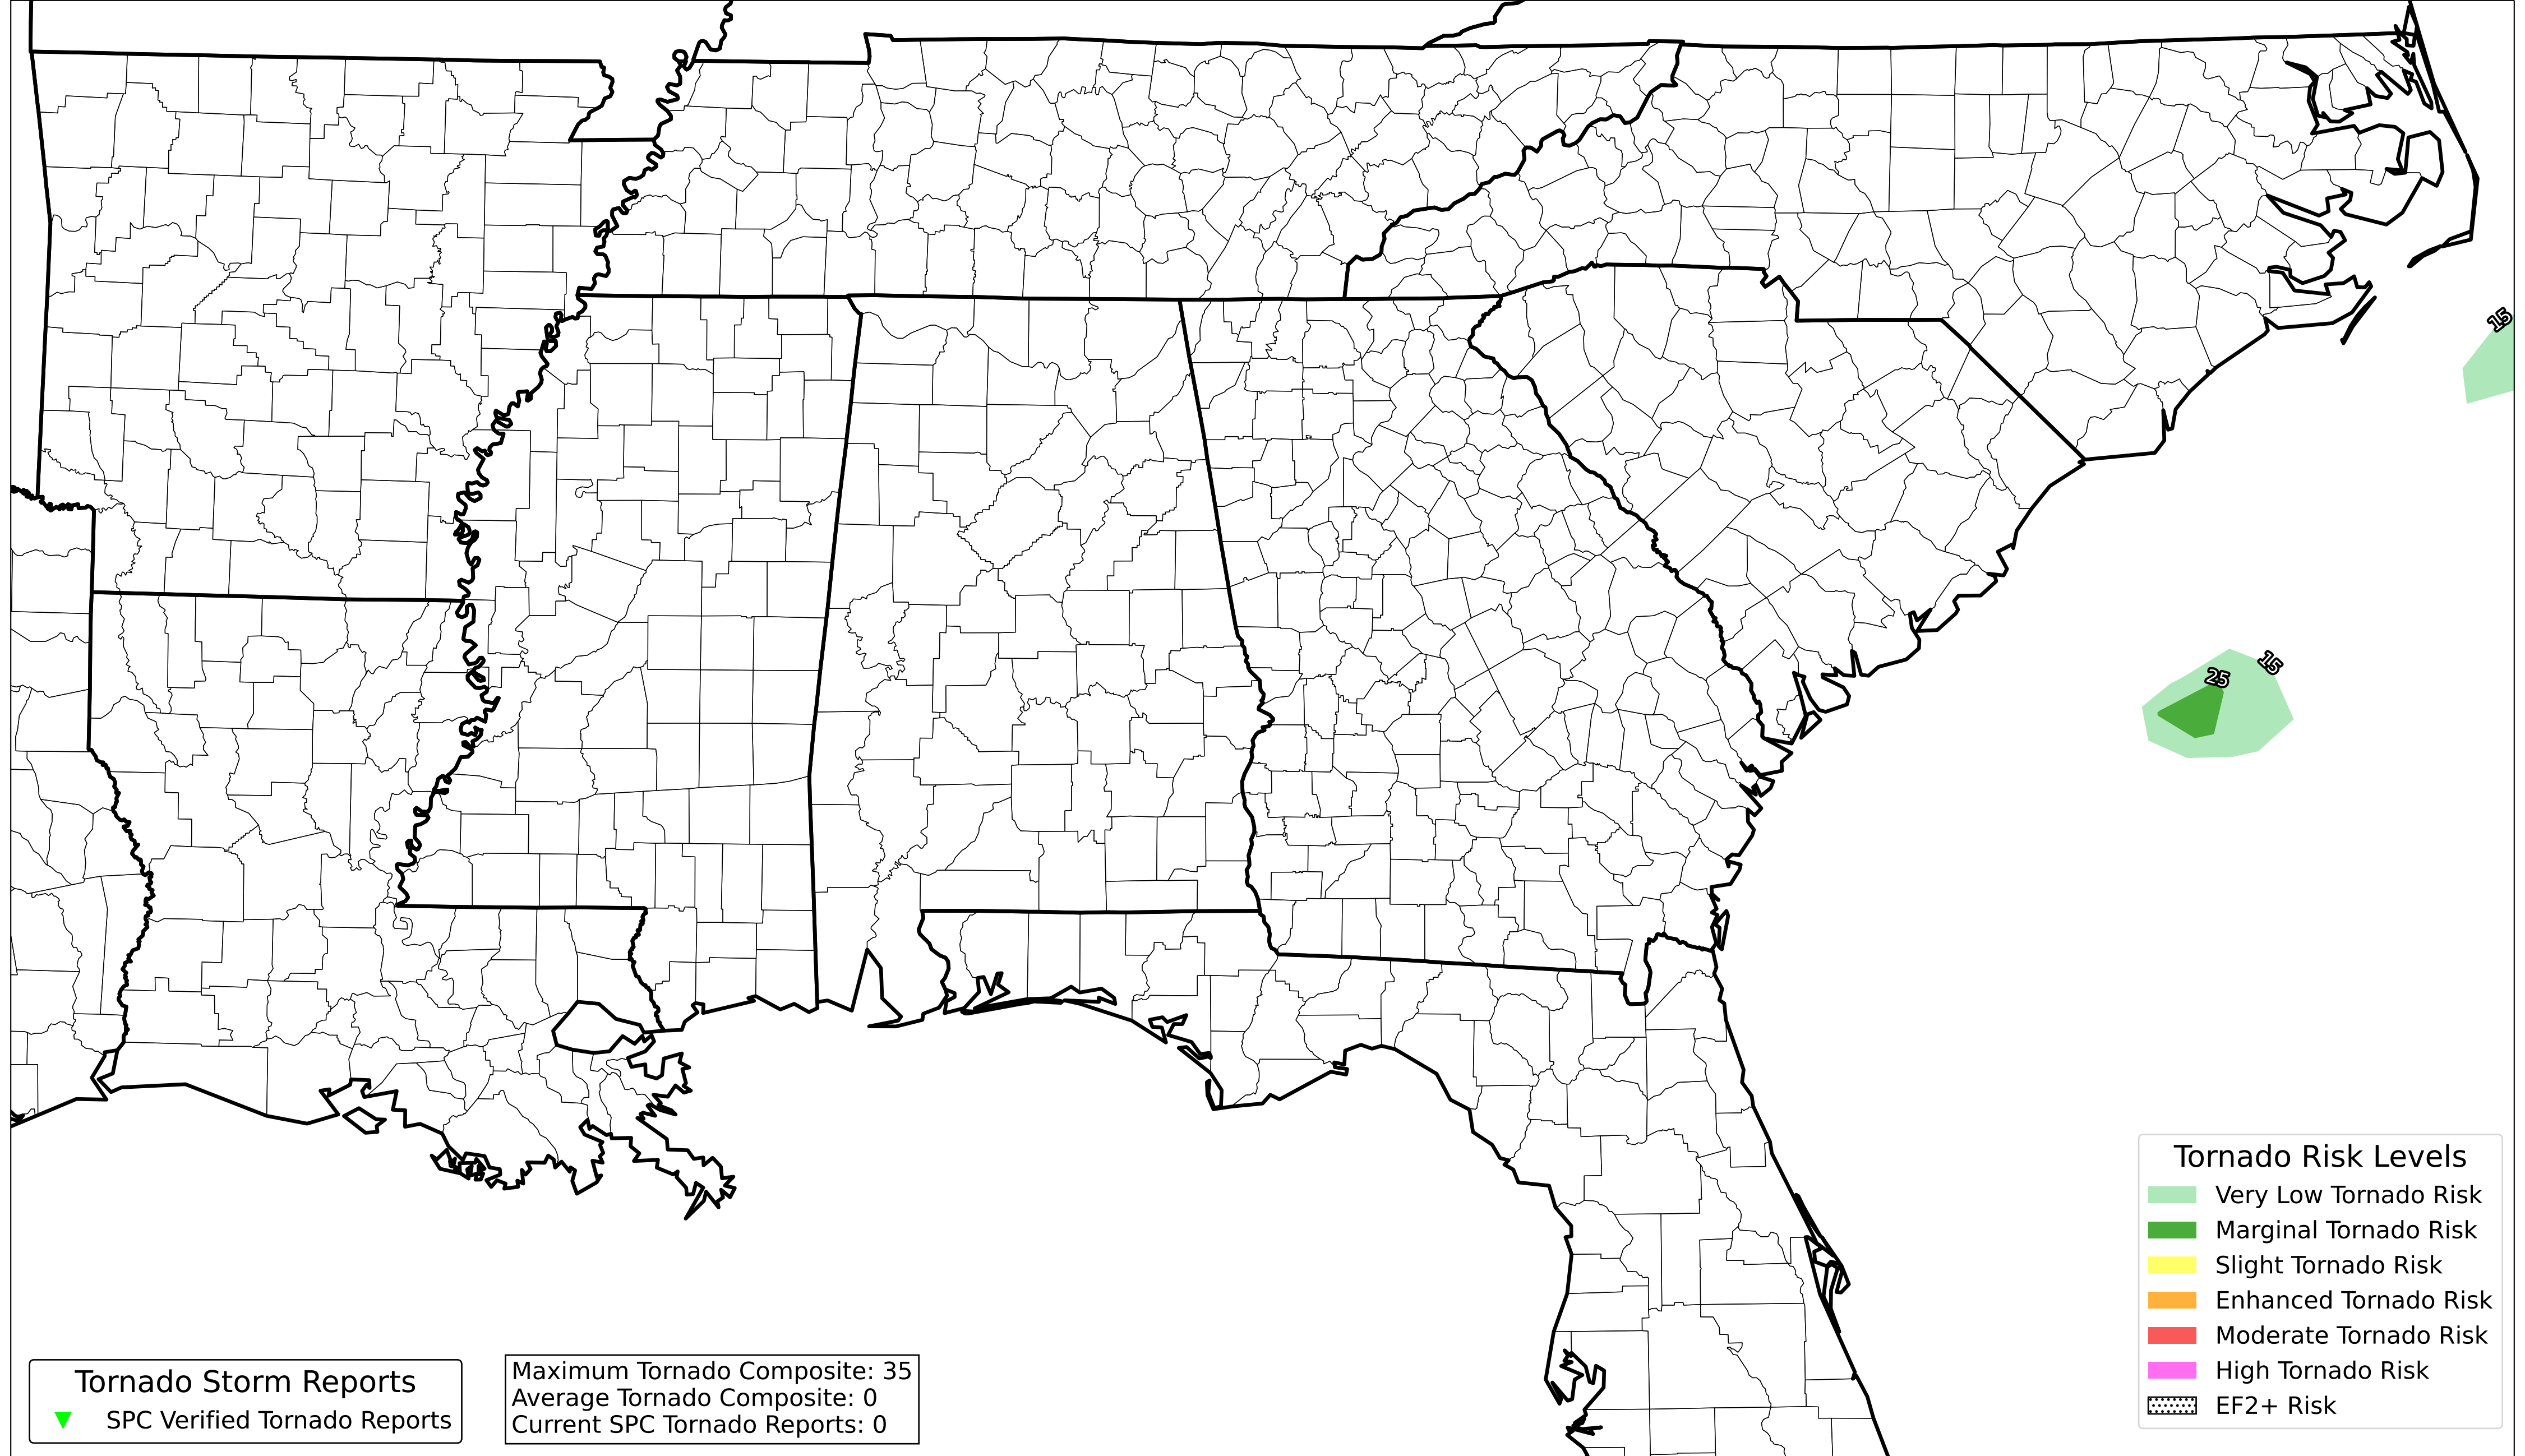 15
15
25
Tornado Risk Levels
Very Low Tornado Risk
Marginal Tornado Risk
Slight Tornado Risk
Enhanced Tornado Risk
Moderate Tornado Risk
High Tornado Risk
EF2+ Risk
Tornado Storm Reports
SPC Verified Tornado Reports
Maximum Tornado Composite: 35
Average Tornado Composite: 0
Current SPC Tornado Reports: 0